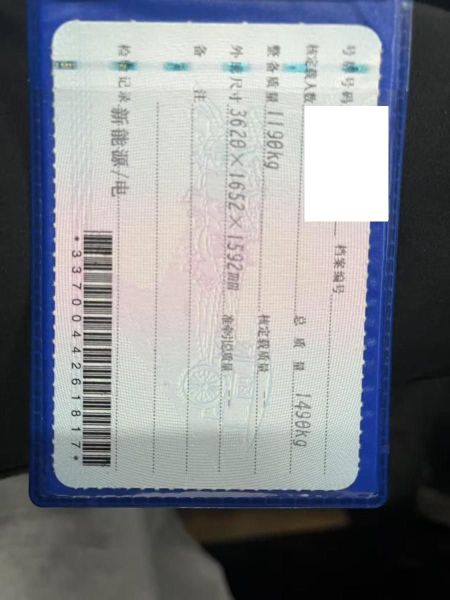 号牌号码 档案编号
核定载人数 总质量 1490kg
整备质量 1190kg 核定载质量 --
外廓尺寸 3620×1652×1592mm 准牵引总质量 --
备注
检验记录 新能源/电
*3370044261817*